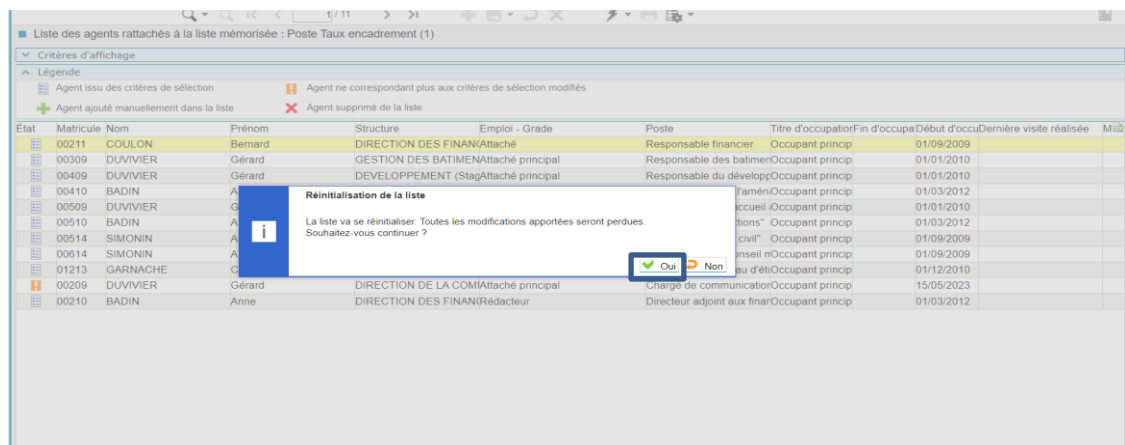 1 / 11
Liste des agents rattachés à la liste mémorisée : Poste Taux encadrement (1)
Critères d'affichage
Légende
Agent issu des critères de sélection Agent ne correspondant plus aux critères de sélection modifiés
Agent ajouté manuellement dans la liste Agent supprimé de la liste
État Matricule Nom Prénom Structure Emploi - Grade Poste Titre d'occupation Fin d'occupa Début d'occu Dernière visite réalisée M
00211 COULON Bernard DIRECTION DES FINAN Attaché Responsable financier Occupant princip 01/09/2009
00309 DUVIVIER Gérard GESTION DES BATIMEN Attaché principal Responsable des batimer Occupant princip 01/01/2010
00409 DUVIVIER Gérard DEVELOPPEMENT (Stag Attaché principal Responsable du dévelop Occupant princip 01/01/2010
00410 BADIN A l'amén Occupant princip 01/03/2012
00509 DUVIVIER G accueil Occupant princip 01/01/2010
00510 BADIN A ctions" Occupant princip 01/03/2012
00514 SIMONIN A civil" Occupant princip 01/09/2009
00614 SIMONIN A onseil m Occupant princip 01/09/2009
01213 GARNACHE C au d'ét Occupant princip 01/12/2010
00209 DUVIVIER Gérard DIRECTION DE LA COM Attaché principal Chargé de communication Occupant princip 15/05/2023
00210 BADIN Anne DIRECTION DES FINAN Rédacteur Directeur adjoint aux finar Occupant princip 01/03/2012
Réinitialisation de la liste
La liste va se réinitialiser. Toutes les modifications apportées seront perdues.
Souhaitez-vous continuer ?
Oui Non